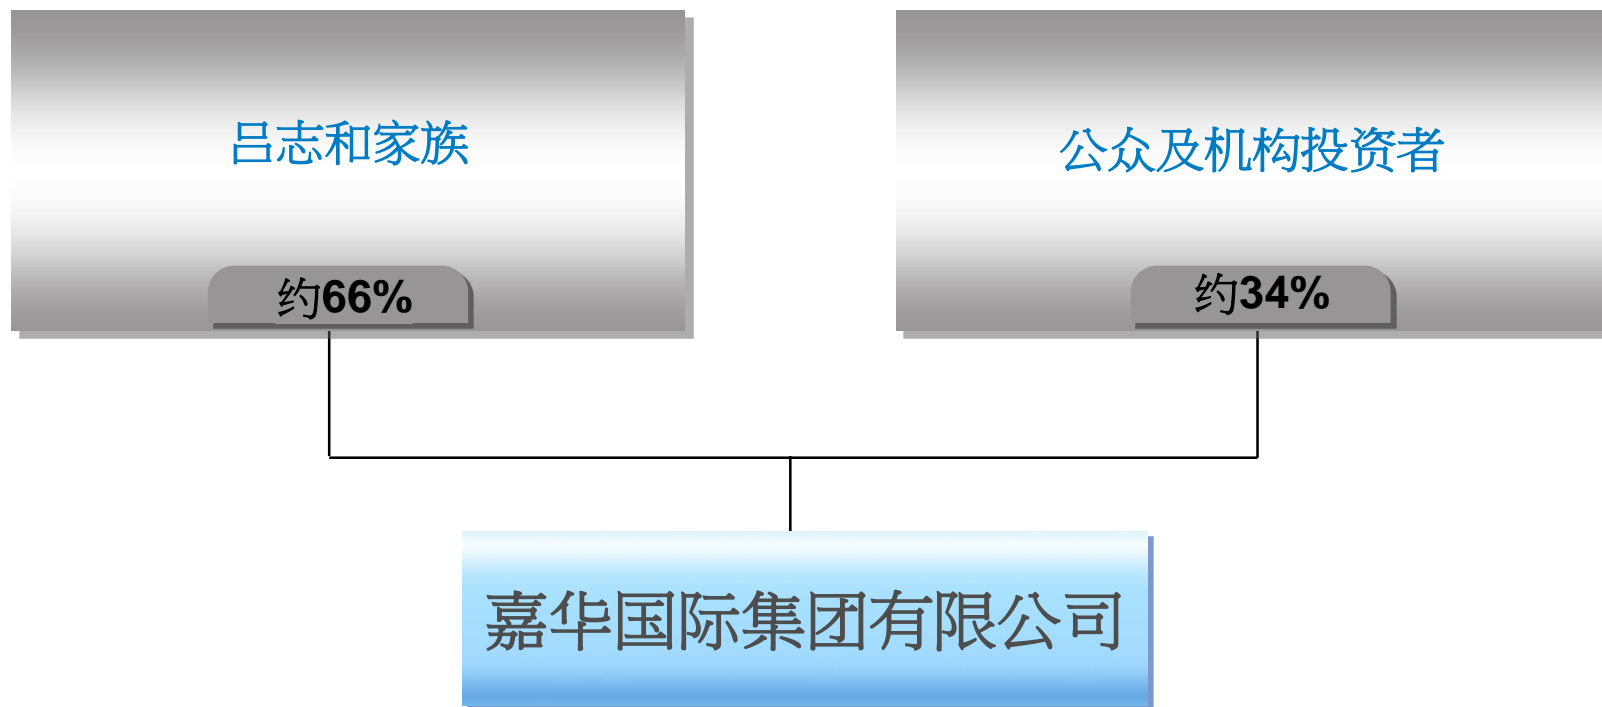 吕志和家族
公众及机构投资者
约66%
约34%
嘉华国际集团有限公司